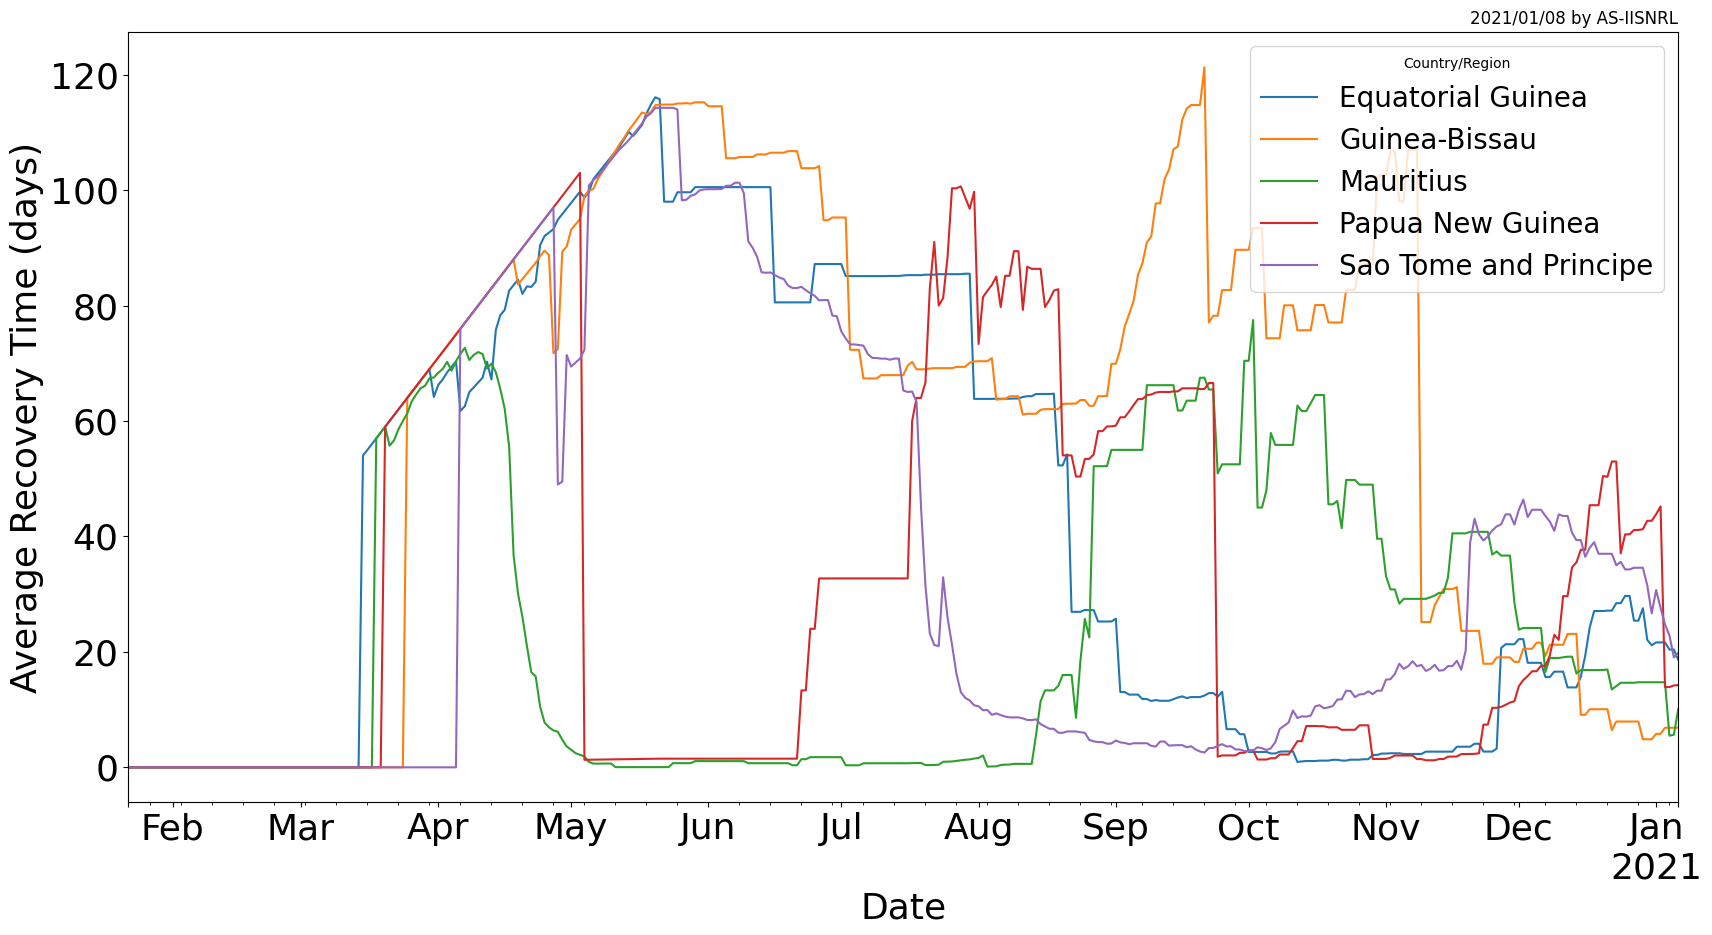 2021/01/08 by AS-IISNRL
Average Recovery Time (days)
120
100
80
60
40
20
0
Country/Region
Equatorial Guinea
Guinea-Bissau
Mauritius
Papua New Guinea
Sao Tome and Principe
Feb Mar Apr May Jun Jul Aug Sep Oct Nov Dec Jan
2021
Date